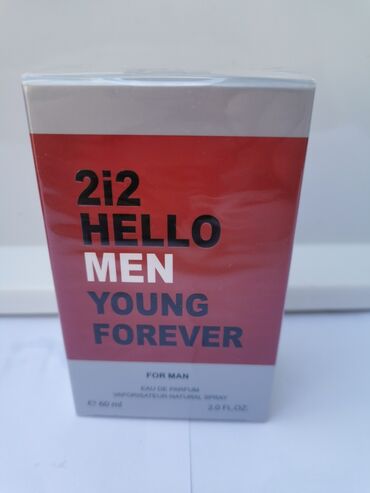 2i2
HELLO
MEN
YOUNG
FOREVER
FOR MAN
EAU DE PARFUM
VAPORISATEUR NATURAL SPRAY
℮ 60 ml 2.0 FL.OZ.